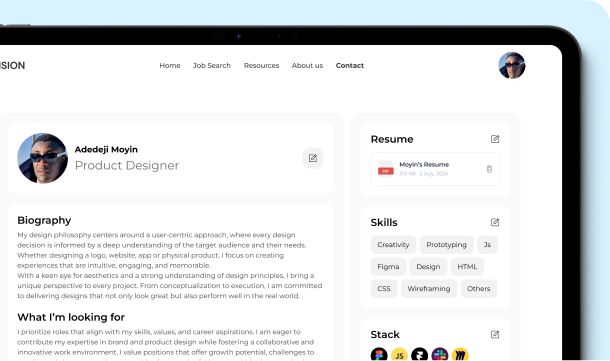 ISION
Home Job Search Resources About us Contact
Adedeji Moyin
Product Designer
Biography
My design philosophy centers around a user-centric approach, where every design
decision is informed by a deep understanding of the target audience and their needs.
Whether designing a logo, website, app or physical product, I focus on creating
experiences that are intuitive, engaging, and memorable.
With a keen eye for aesthetics and a strong understanding of design principles, I bring a
unique perspective to every project. From conceptualization to execution, I am committed
to delivering designs that not only look great but also perform well in the real world.
What I'm looking for
I prioritize roles that align with my skills, values, and career aspirations. I am eager to
contribute my expertise in brand and product design while fostering a collaborative and
innovative work environment. I value positions that offer growth potential, challenges to
Resume
Moyin's Resume
313 KB . 2 July, 2024
Skills
Creativity Prototyping Js
Figma Design HTML
CSS Wireframing Others
Stack
JS